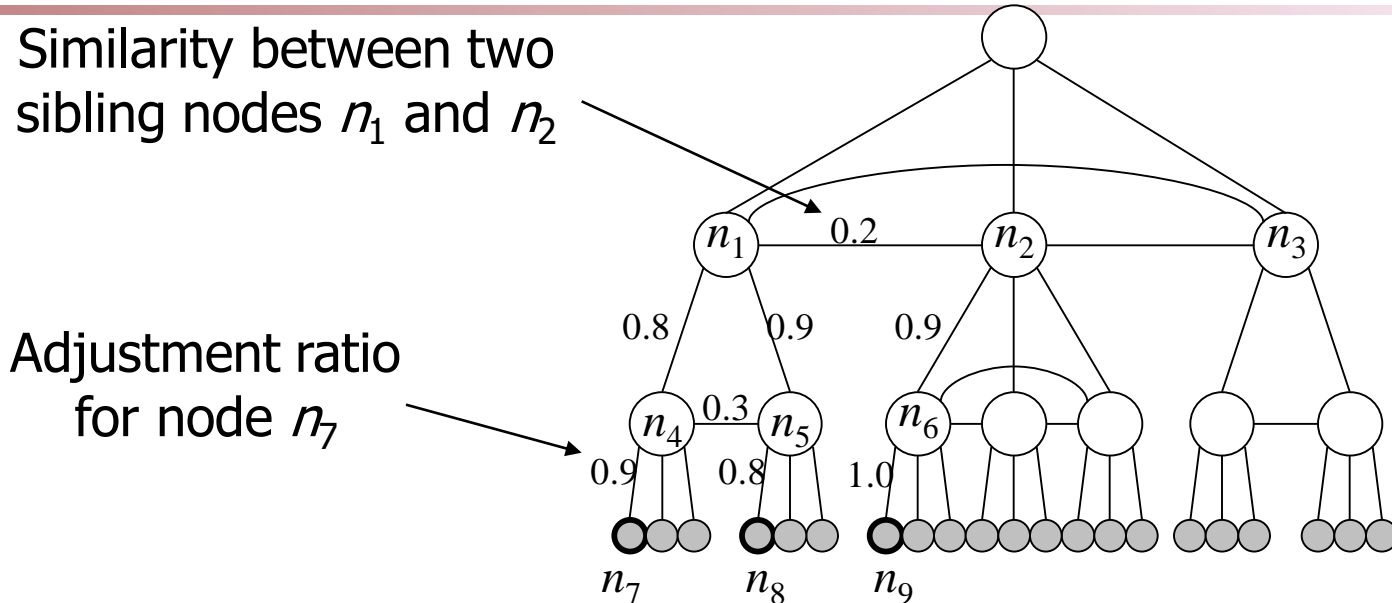 Similarity between two
sibling nodes n₁ and n₂
n₁ 0.2 n₂ n₃
Adjustment ratio
for node n₇
0.8 0.9 0.9
n₄ 0.3 n₅ n₆
0.9 0.8 1.0
n₇ n₈ n₉